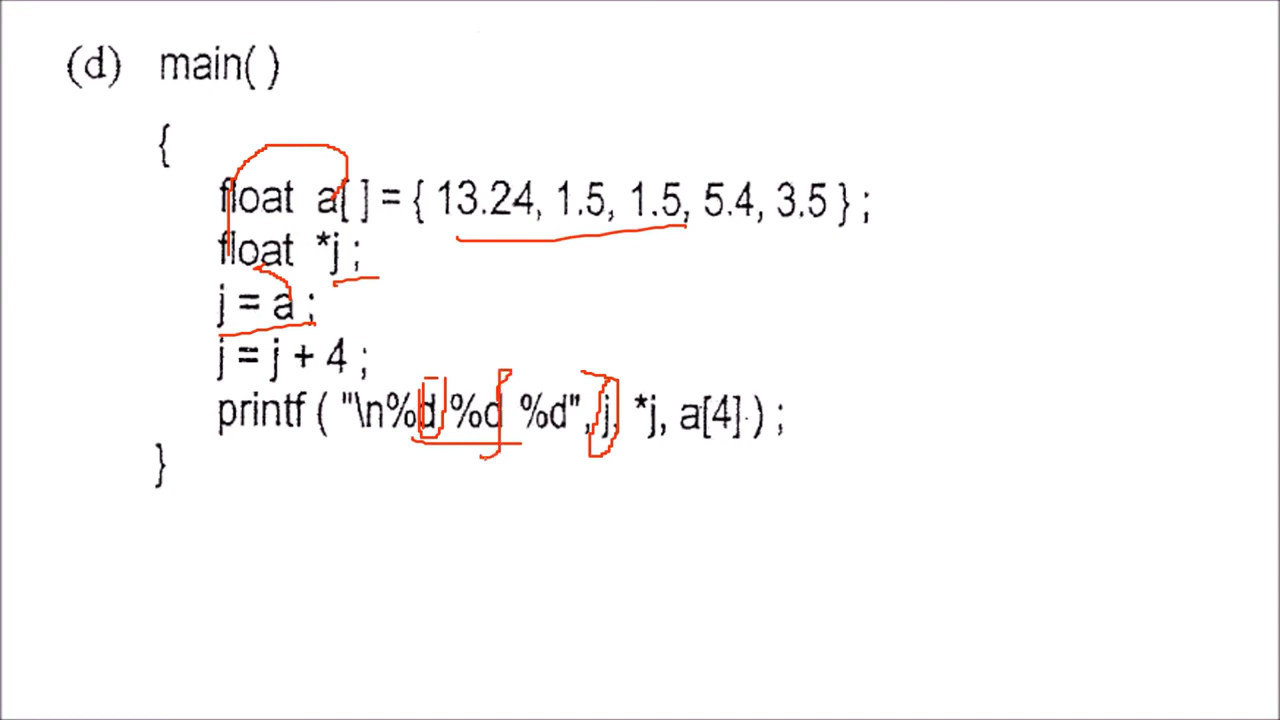 (d) main( )
{
float a[ ] = { 13.24, 1.5, 1.5, 5.4, 3.5 } ;
float *j ;
j = a ;
j = j + 4 ;
printf ( "\n%d %d %d", j, *j, a[4] ) ;
}